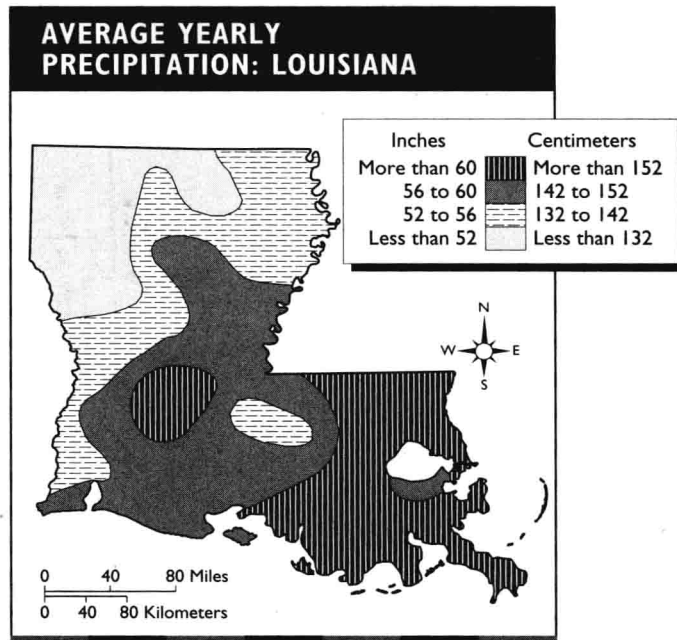 AVERAGE YEARLY
PRECIPITATION: LOUISIANA
Inches Centimeters
More than 60 More than 152
56 to 60 142 to 152
52 to 56 132 to 142
Less than 52 Less than 132
N
W E
S
0 40 80 Miles
0 40 80 Kilometers